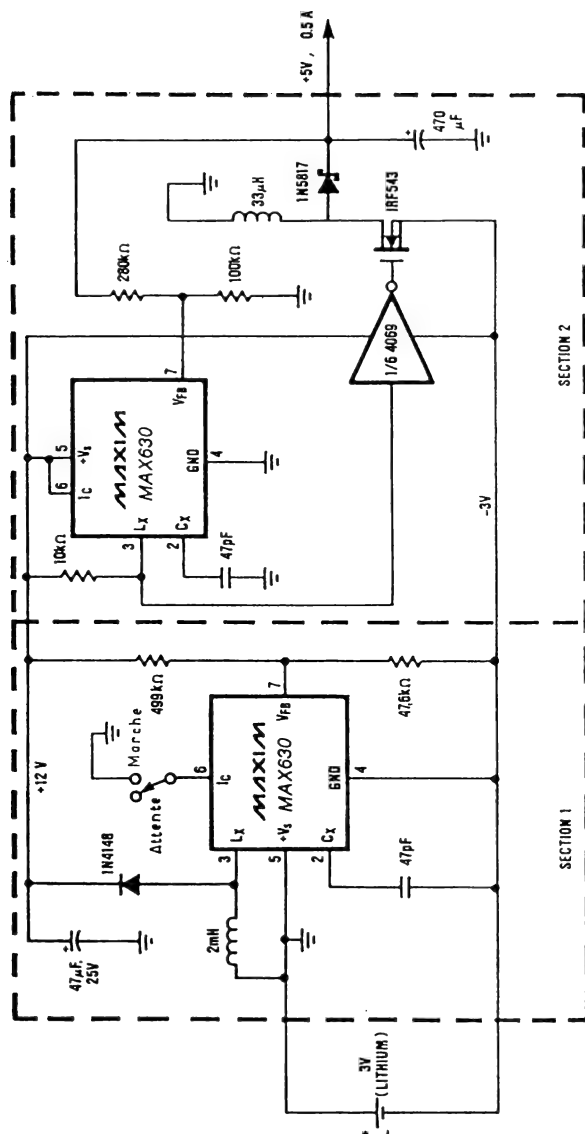 +12 V
47µF,
25V
1N4148
2mH
Attente
Marche
499kΩ
47,6kΩ
3
LX
5
+VS
2
CX
6
IC
MAXIM
MAX630
7
VFB
GND
4
47pF
3V
(LITHIUM)
+
SECTION 1
10kΩ
3
LX
2
CX
6
IC
5
+VS
MAXIM
MAX630
7
VFB
GND
4
47pF
280kΩ
100kΩ
33µH
1N5817
+5V, 0.5 A
+
470
µF
IRF543
1/6 4069
-3V
SECTION 2